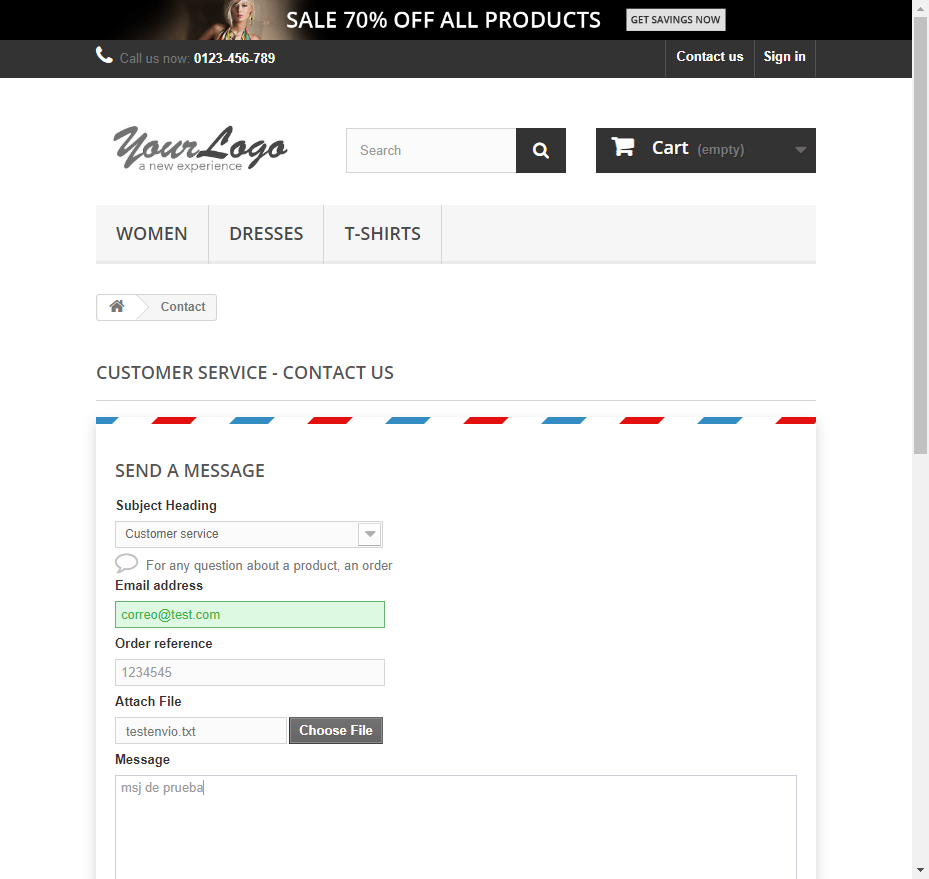 SALE 70% OFF ALL PRODUCTS GET SAVINGS NOW
Call us now: 0123-456-789 Contact us Sign in
YourLogo
a new experience
Search
Cart (empty)
WOMEN DRESSES T-SHIRTS
Contact
CUSTOMER SERVICE - CONTACT US
SEND A MESSAGE
Subject Heading
Customer service
For any question about a product, an order
Email address
correo@test.com
Order reference
1234545
Attach File
testenvio.txt Choose File
Message
msj de prueba